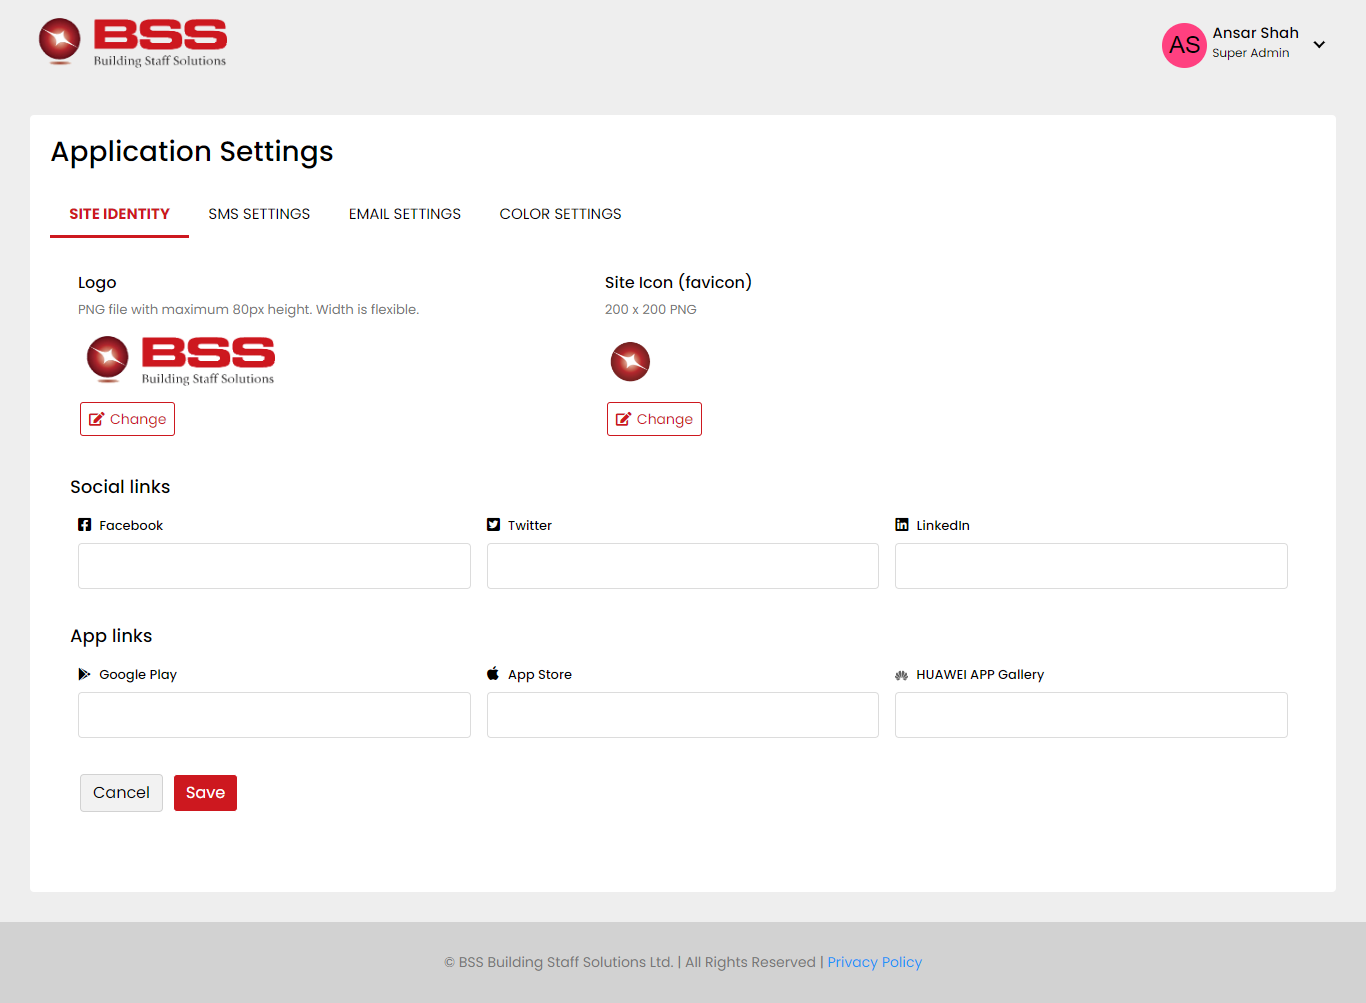 BSS
Building Staff Solutions
AS
Ansar Shah
Super Admin
Application Settings
SITE IDENTITY
SMS SETTINGS
EMAIL SETTINGS
COLOR SETTINGS
Logo
PNG file with maximum 80px height. Width is flexible.
BSS
Building Staff Solutions
Change
Site Icon (favicon)
200 x 200 PNG
Change
Social links
Facebook
Twitter
LinkedIn
App links
Google Play
App Store
HUAWEI APP Gallery
Cancel
Save
© BSS Building Staff Solutions Ltd. | All Rights Reserved | Privacy Policy